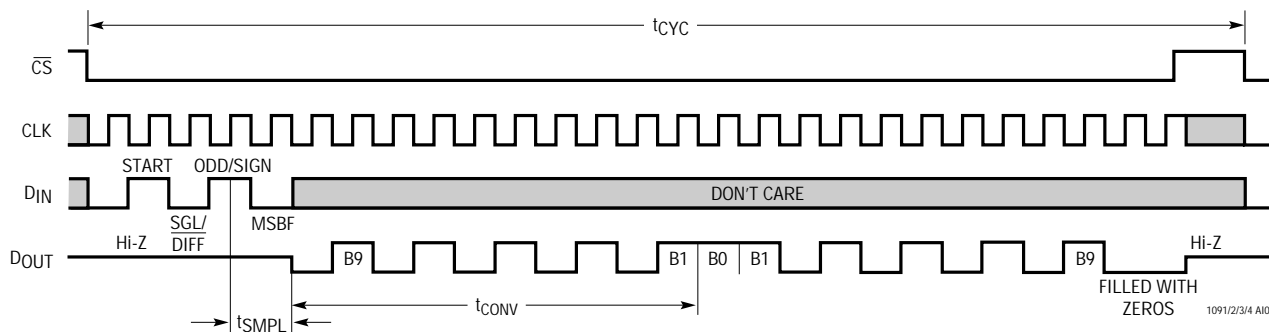 tCYC
CS
CLK
START ODD/SIGN
DIN
DON'T CARE
SGL/
DIFF
MSBF
Hi-Z
DOUT
B9
B1
B0
B1
B9
Hi-Z
FILLED WITH
ZEROS
tCONV
tSMPL
1091/2/3/4 AI0